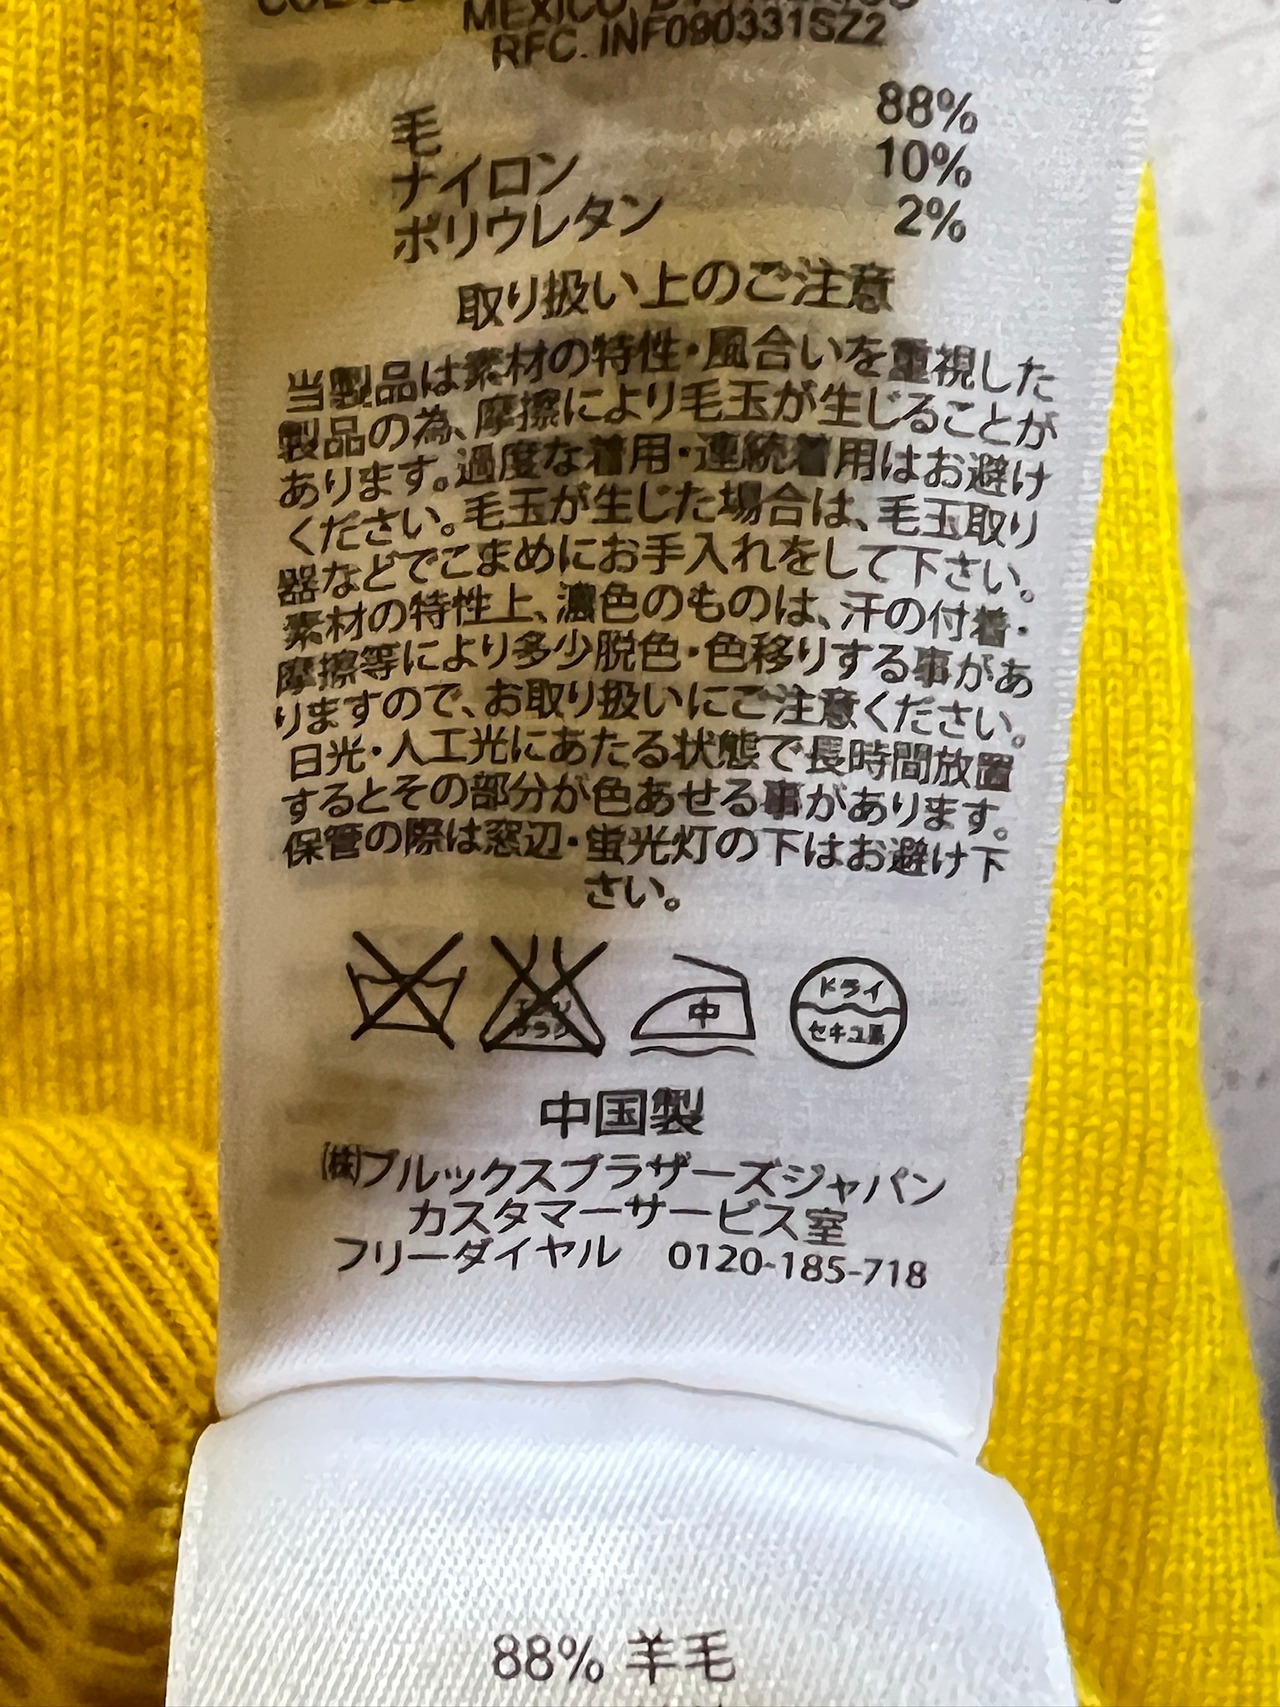 RFC. INF090331SZ2
毛 88%
ナイロン 10%
ポリウレタン 2%
取り扱い上のご注意
当製品は素材の特性・風合いを重視した
製品の為、摩擦により毛玉が生じることが
あります。過度な着用・連続着用はお避け
ください。毛玉が生じた場合は、毛玉取り
器などでこまめにお手入れをして下さい。
素材の特性上、濃色のものは、汗の付着・
摩擦等により多少脱色・色移りする事があ
りますので、お取り扱いにご注意ください。
日光・人工光にあたる状態で長時間放置
するとその部分が色あせる事があります。
保管の際は窓辺・蛍光灯の下はお避け下
さい。
中
ドライ
セキユ系
中国製
㈱ブルックスブラザーズジャパン
カスタマーサービス室
フリーダイヤル 0120-185-718
88% 羊毛